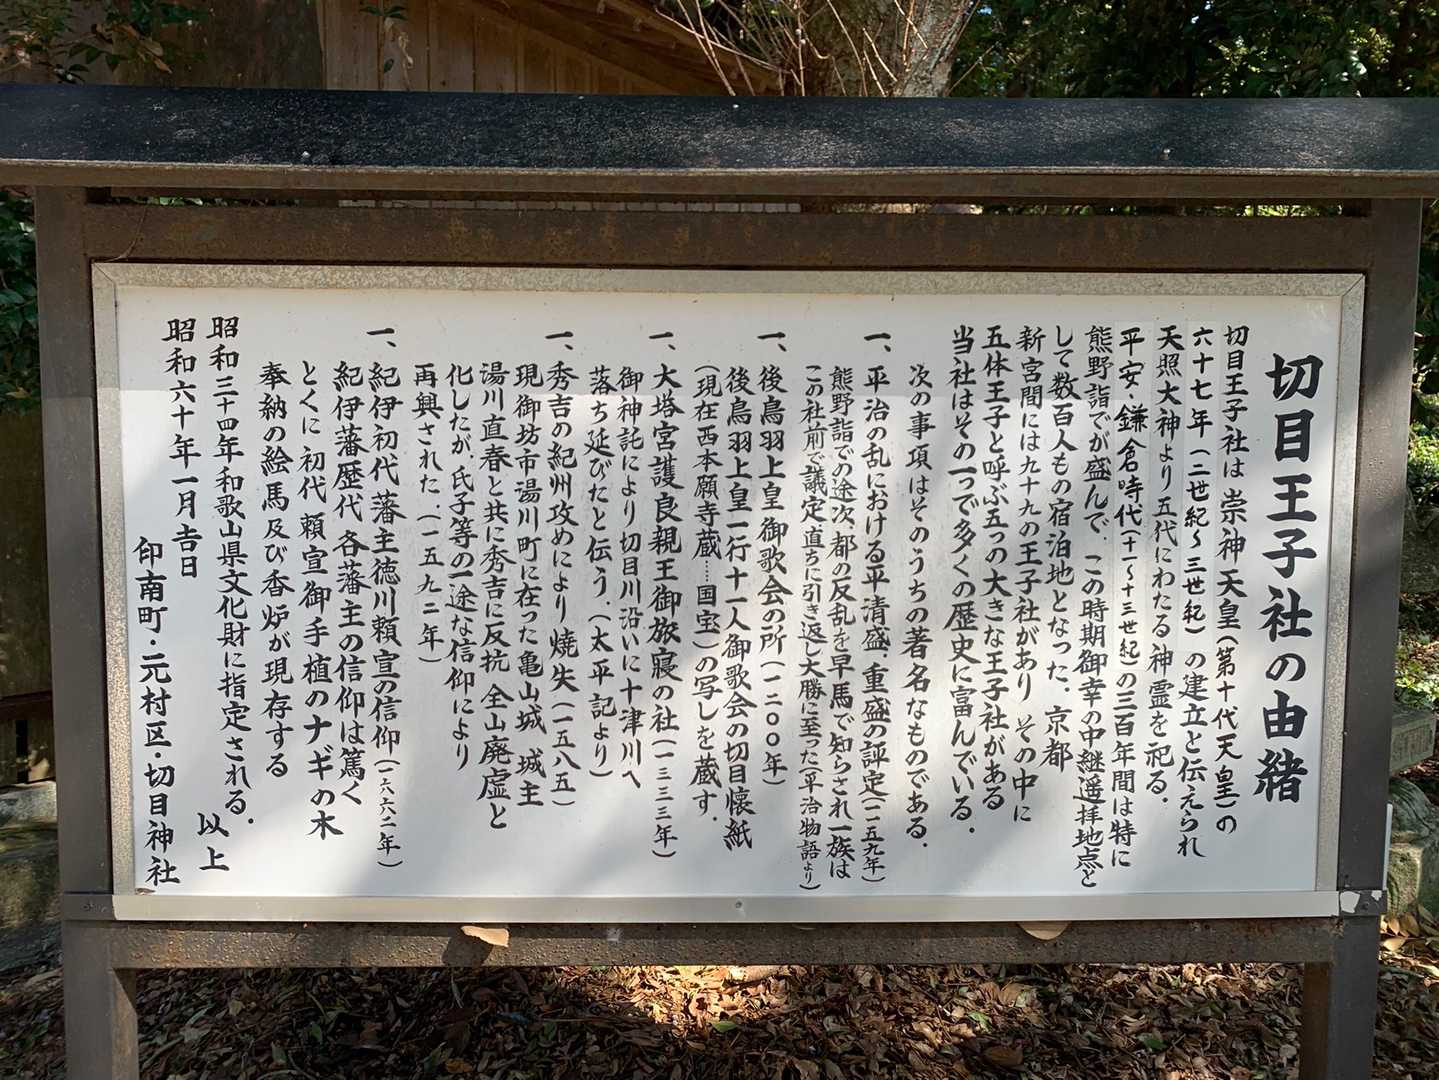 切目王子社の由緒
切目王子社は崇神天皇(第十代天皇)の
六十七年(二世紀〜三世紀)の建立と伝えられ
天照大神より五代にわたる神霊を祀る.
平安・鎌倉時代(十一〜十三世紀)の三百年間は特に
熊野詣でが盛んで、この時期御幸の中継遥拝地点と
して数百人もの宿泊地となった.京都
新宮間には九十九の王子社があり その中に
五体王子と呼ぶ五つの大きな王子社がある
当社はその一つで多くの歴史に富んでいる.
次の事項はそのうちの著名なものである.
一、平治の乱における平清盛.重盛の評定(一一五九年)
熊野詣での途次、都の反乱を早馬で知らされ一族は
この社前で議定直ちに引き返し大勝に至った(平治物語より)
一、後鳥羽上皇御歌会の所(一二〇〇年)
後鳥羽上皇一行十一人御歌会の切目懐紙
(現在西本願寺蔵……国宝)の写しを蔵す.
一、大塔宮護良親王御旅寝の社(一三三三年)
御神託により切目川沿いに十津川へ
落ち延びたと伝う.(太平記より)
一、秀吉の紀州攻めにより焼失(一五八五)
現御坊市湯川町に在った亀山城 城主
湯川直春と共に秀吉に反抗 全山廃虚と
化したが、氏子等の一途な信仰により
再興された.(一五九二年)
一、紀伊初代藩主徳川頼宣の信仰(一六六二年)
紀伊藩歴代各藩主の信仰は篤く
とくに初代頼宣御手植のナギの木
奉納の絵馬及び香炉が現存する
昭和三十四年和歌山県文化財に指定される.
以上
昭和六十年一月吉日
印南町・元村区・切目神社